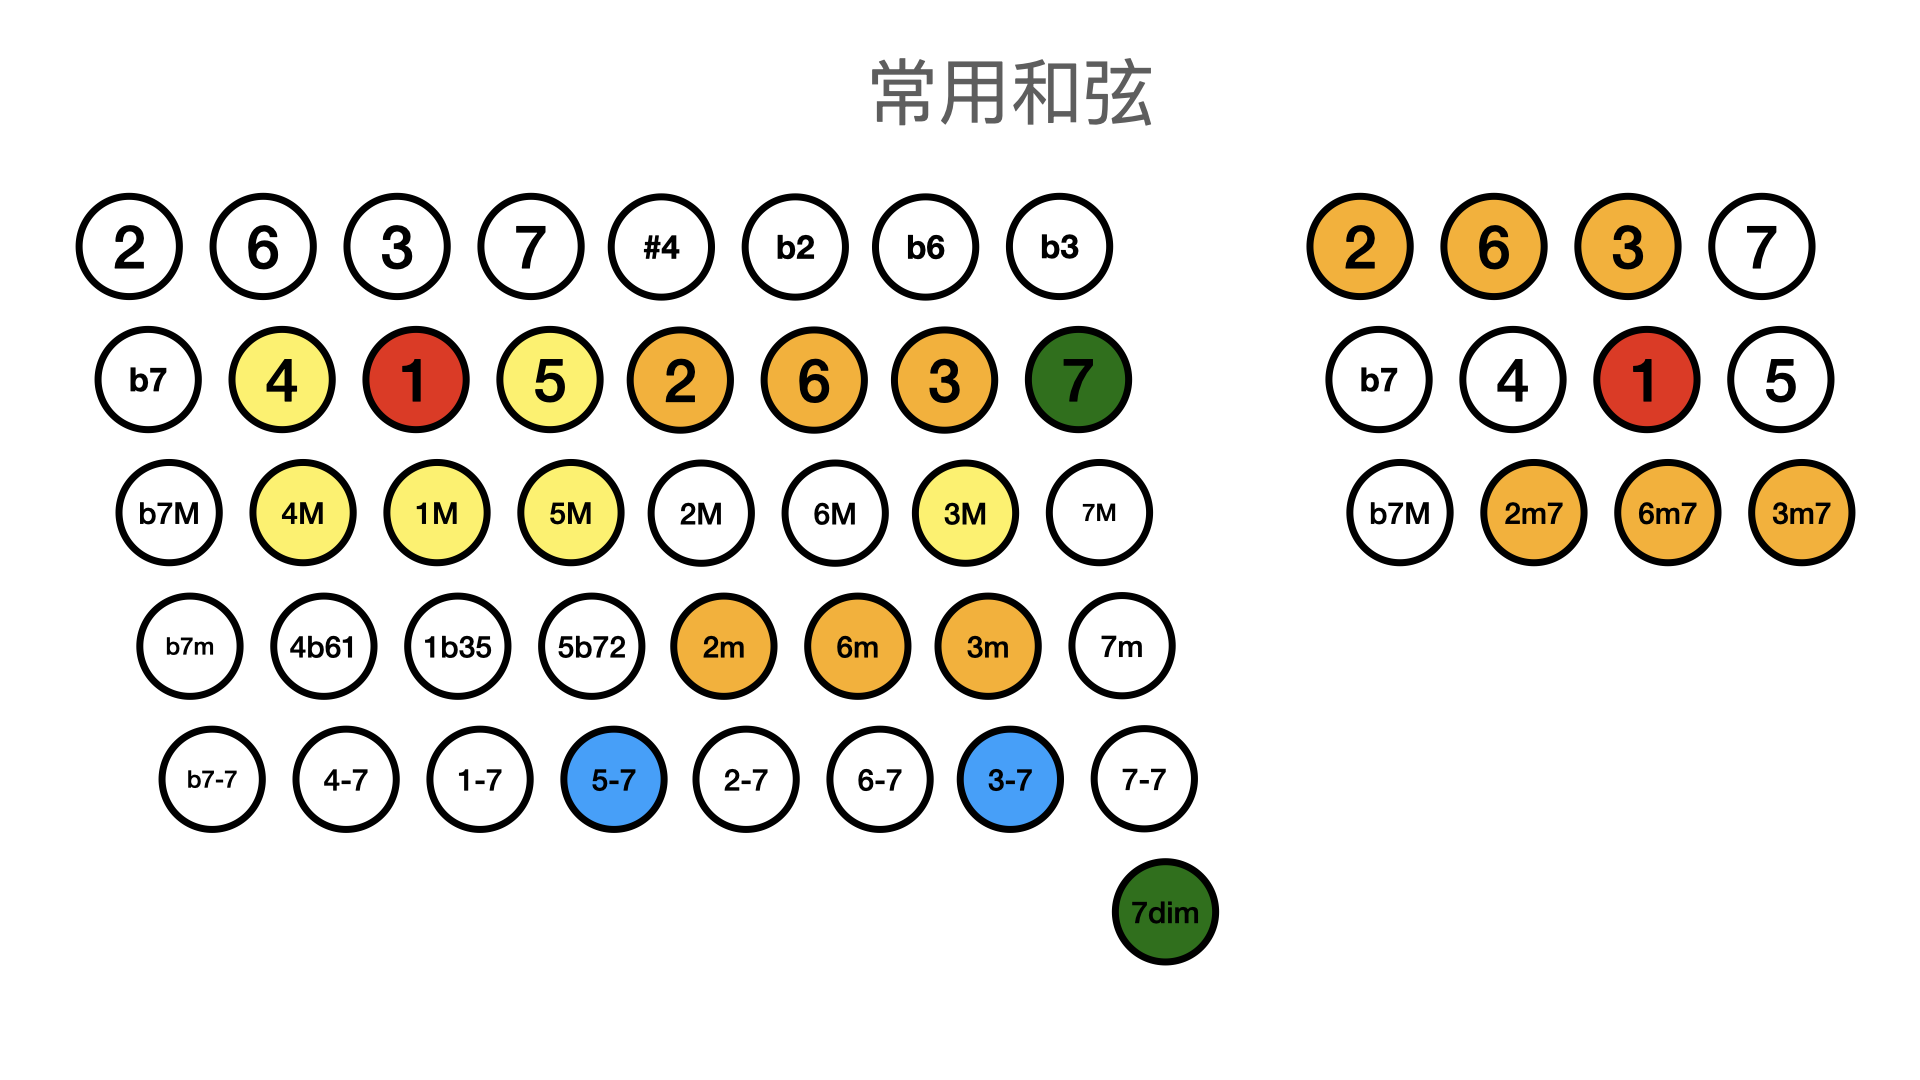 常用和弦
2 6 3 7 #4 b2 b6 b3
2 6 3 7
b7 4 1 5 2 6 3 7
b7 4 1 5
b7M 4M 1M 5M 2M 6M 3M 7M
b7M 2m7 6m7 3m7
b7m 4b61 1b35 5b72 2m 6m 3m 7m
b7-7 4-7 1-7 5-7 2-7 6-7 3-7 7-7
7dim